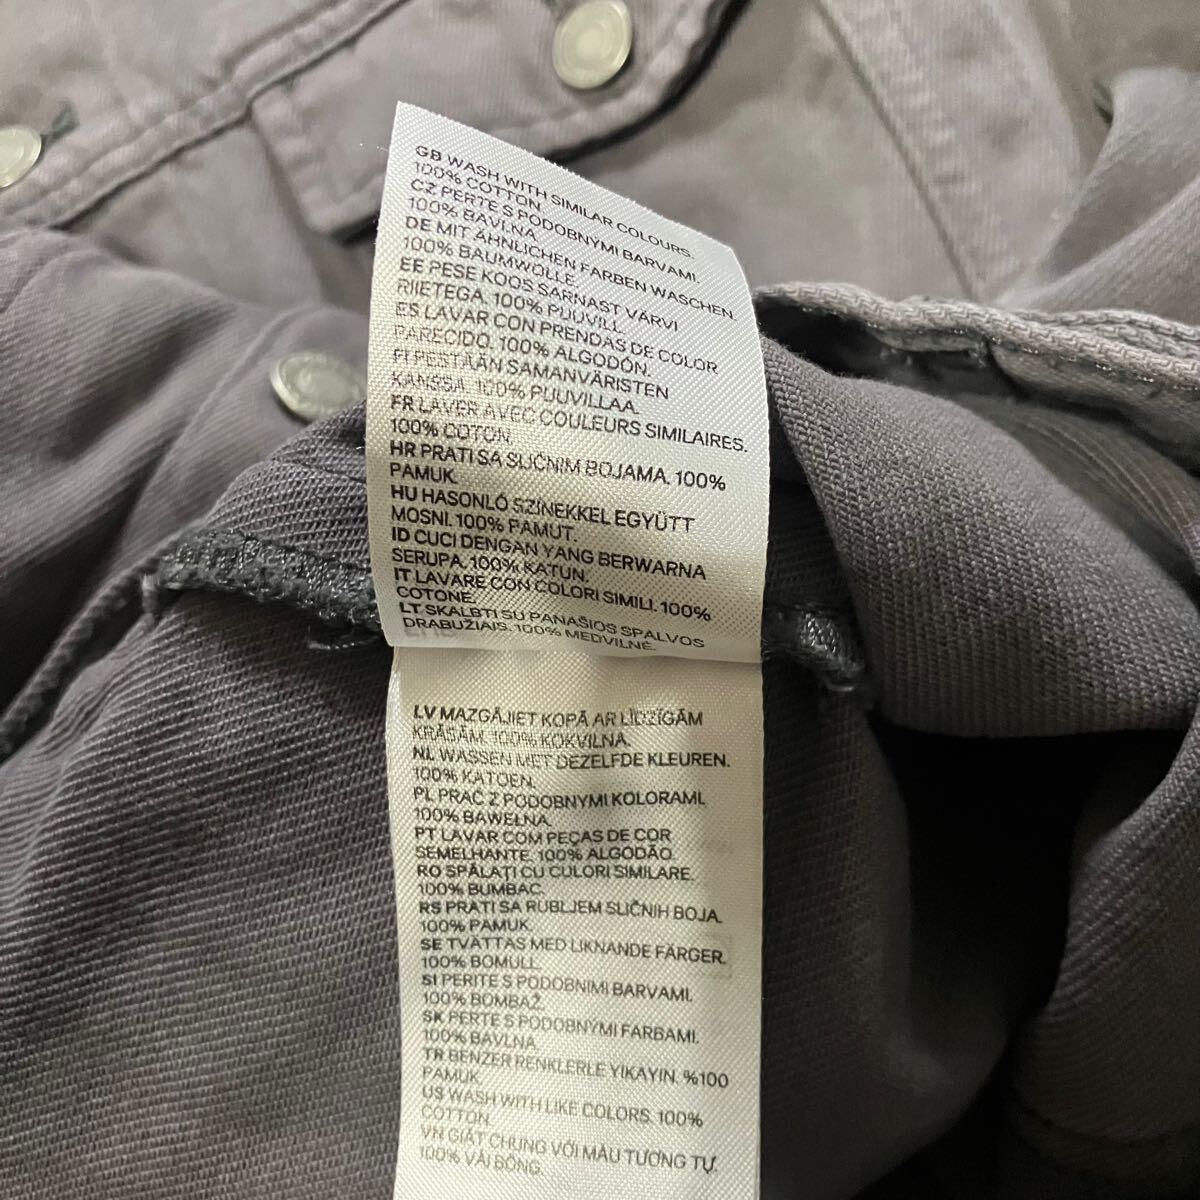 GB WASH WITH SIMILAR COLOURS.
100% COTTON
CZ PERTE S PODOBNYMI BARVAMI.
100% BAVLNA.
DE MIT ÄHNLICHEN FARBEN WASCHEN.
100% BAUMWOLLE.
EE PESE KOOS SARNAST VÄRVI
RIIETEGA. 100% PUUVILL.
ES LAVAR CON PRENDAS DE COLOR
PARECIDO. 100% ALGODÓN.
FI PESTÄÄN SAMANVÄRISTEN
KANSSA. 100% PUUVILLAA.
FR LAVER AVEC COULEURS SIMILAIRES.
100% COTON.
HR PRATI SA SLIČNIM BOJAMA. 100%
PAMUK.
HU HASONLÓ SZÍNEKKEL EGYÜTT
MOSNI. 100% PAMUT.
ID CUCI DENGAN YANG BERWARNA
SERUPA. 100% KATUN.
IT LAVARE CON COLORI SIMILI. 100%
COTONE.
LT SKALBTI SU PANAŠIOS SPALVOS
DRABUŽIAIS. 100% MEDVILNĖ.
LV MAZGĀJIET KOPĀ AR LĪDZĪGĀM
KRĀSĀM. 100% KOKVILNA.
NL WASSEN MET DEZELFDE KLEUREN.
100% KATOEN.
PL PRAĆ Z PODOBNYMI KOLORAMI.
100% BAWEŁNA.
PT LAVAR COM PEÇAS DE COR
SEMELHANTE. 100% ALGODÃO.
RO SPĂLAȚI CU CULORI SIMILARE.
100% BUMBAC.
RS PRATI SA RUBLJEM SLIČNIH BOJA.
100% PAMUK.
SE TVÄTTAS MED LIKNANDE FÄRGER.
100% BOMULL.
SI PERITE S PODOBNIMI BARVAMI.
100% BOMBAŽ.
SK PERTE S PODOBNÝMI FARBAMI.
100% BAVLNA.
TR BENZER RENKLERLE YIKAYIN. %100
PAMUK.
US WASH WITH LIKE COLORS. 100%
COTTON.
VN GIẶT CHUNG VỚI MÀU TƯƠNG TỰ.
100% VẢI BÔNG.